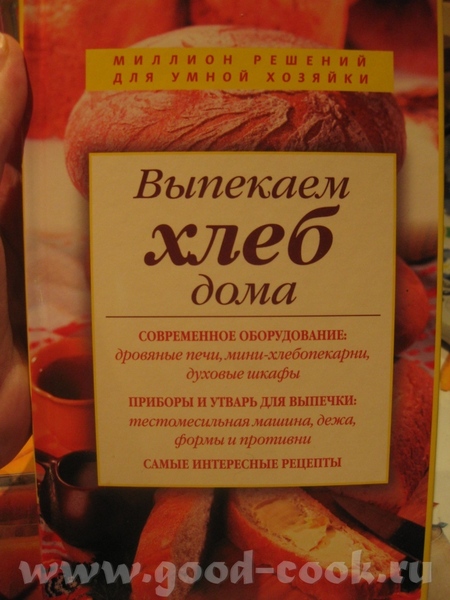 МИЛЛИОН РЕШЕНИЙ
ДЛЯ УМНОЙ ХОЗЯЙКИ
Выпекаем
хлеб
дома
СОВРЕМЕННОЕ ОБОРУДОВАНИЕ:
дровяные печи, мини-хлебопекарни,
духовые шкафы
ПРИБОРЫ И УТВАРЬ ДЛЯ ВЫПЕЧКИ:
тестомесильная машина, дежа,
формы и противни
САМЫЕ ИНТЕРЕСНЫЕ РЕЦЕПТЫ
www.good-cook.ru